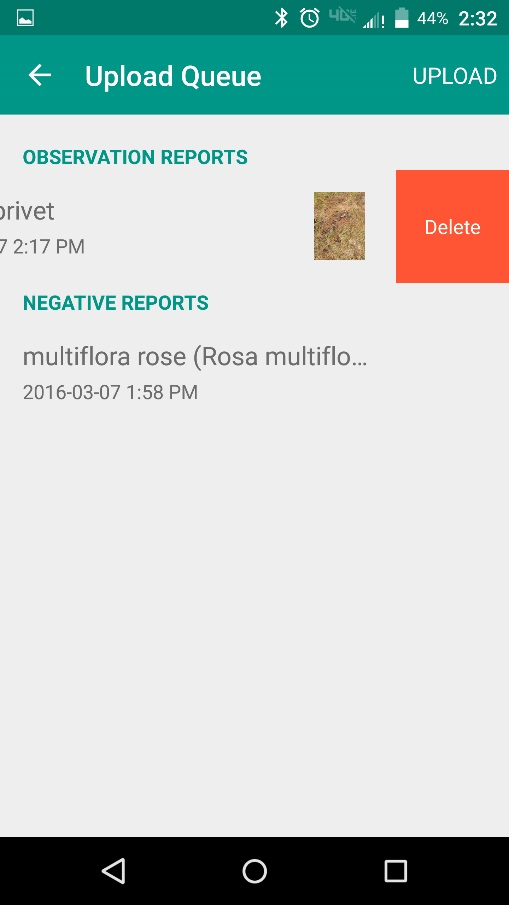 44% 2:32
Upload Queue UPLOAD
OBSERVATION REPORTS
privet
7 2:17 PM
Delete
NEGATIVE REPORTS
multiflora rose (Rosa multiflo…
2016-03-07 1:58 PM